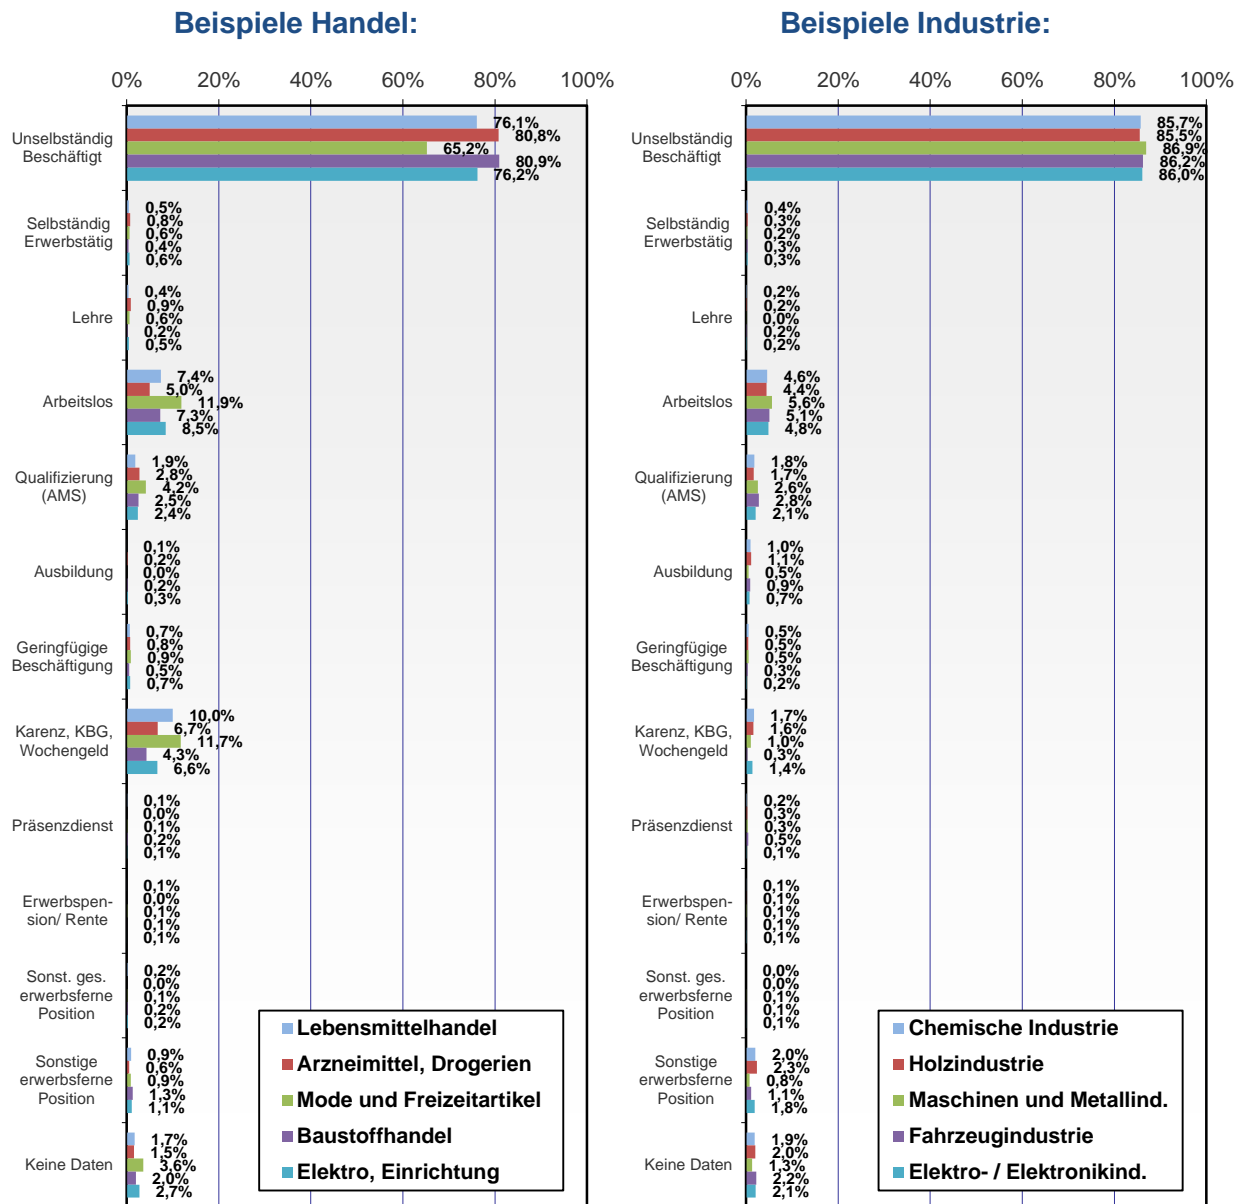 Beispiele Handel:
0% 20% 40% 60% 80% 100%
Unselbständig
Beschäftigt
76,1%
80,8%
65,2%
80,9%
76,2%
Selbständig
Erwerbstätig
0,5%
0,8%
0,6%
0,4%
0,6%
Lehre
0,4%
0,9%
0,6%
0,2%
0,5%
Arbeitslos
7,4%
5,0%
11,9%
7,3%
8,5%
Qualifizierung
(AMS)
1,9%
2,8%
4,2%
2,5%
2,4%
Ausbildung
0,1%
0,2%
0,0%
0,2%
0,3%
Geringfügige
Beschäftigung
0,7%
0,8%
0,9%
0,5%
0,7%
Karenz, KBG,
Wochengeld
10,0%
6,7%
11,7%
4,3%
6,6%
Präsenzdienst
0,1%
0,0%
0,1%
0,2%
0,1%
Erwerbspen-
sion/ Rente
0,1%
0,0%
0,1%
0,1%
0,1%
Sonst. ges.
erwerbsferne
Position
0,2%
0,0%
0,1%
0,2%
0,2%
Sonstige
erwerbsferne
Position
0,9%
0,6%
0,9%
1,3%
1,1%
Keine Daten
1,7%
1,5%
3,6%
2,0%
2,7%
Lebensmittelhandel
Arzneimittel, Drogerien
Mode und Freizeitartikel
Baustoffhandel
Elektro, Einrichtung
Beispiele Industrie:
0% 20% 40% 60% 80% 100%
Unselbständig
Beschäftigt
85,7%
85,5%
86,9%
86,2%
86,0%
Selbständig
Erwerbstätig
0,4%
0,3%
0,2%
0,3%
0,3%
Lehre
0,2%
0,2%
0,0%
0,2%
0,2%
Arbeitslos
4,6%
4,4%
5,6%
5,1%
4,8%
Qualifizierung
(AMS)
1,8%
1,7%
2,6%
2,8%
2,1%
Ausbildung
1,0%
1,1%
0,5%
0,9%
0,7%
Geringfügige
Beschäftigung
0,5%
0,5%
0,5%
0,3%
0,2%
Karenz, KBG,
Wochengeld
1,7%
1,6%
1,0%
0,3%
1,4%
Präsenzdienst
0,2%
0,3%
0,3%
0,5%
0,1%
Erwerbspen-
sion/ Rente
0,1%
0,1%
0,1%
0,1%
0,1%
Sonst. ges.
erwerbsferne
Position
0,0%
0,0%
0,1%
0,1%
0,1%
Sonstige
erwerbsferne
Position
2,0%
2,3%
0,8%
1,1%
1,8%
Keine Daten
1,9%
2,0%
1,3%
2,2%
2,1%
Chemische Industrie
Holzindustrie
Maschinen und Metallind.
Fahrzeugindustrie
Elektro- / Elektronikind.